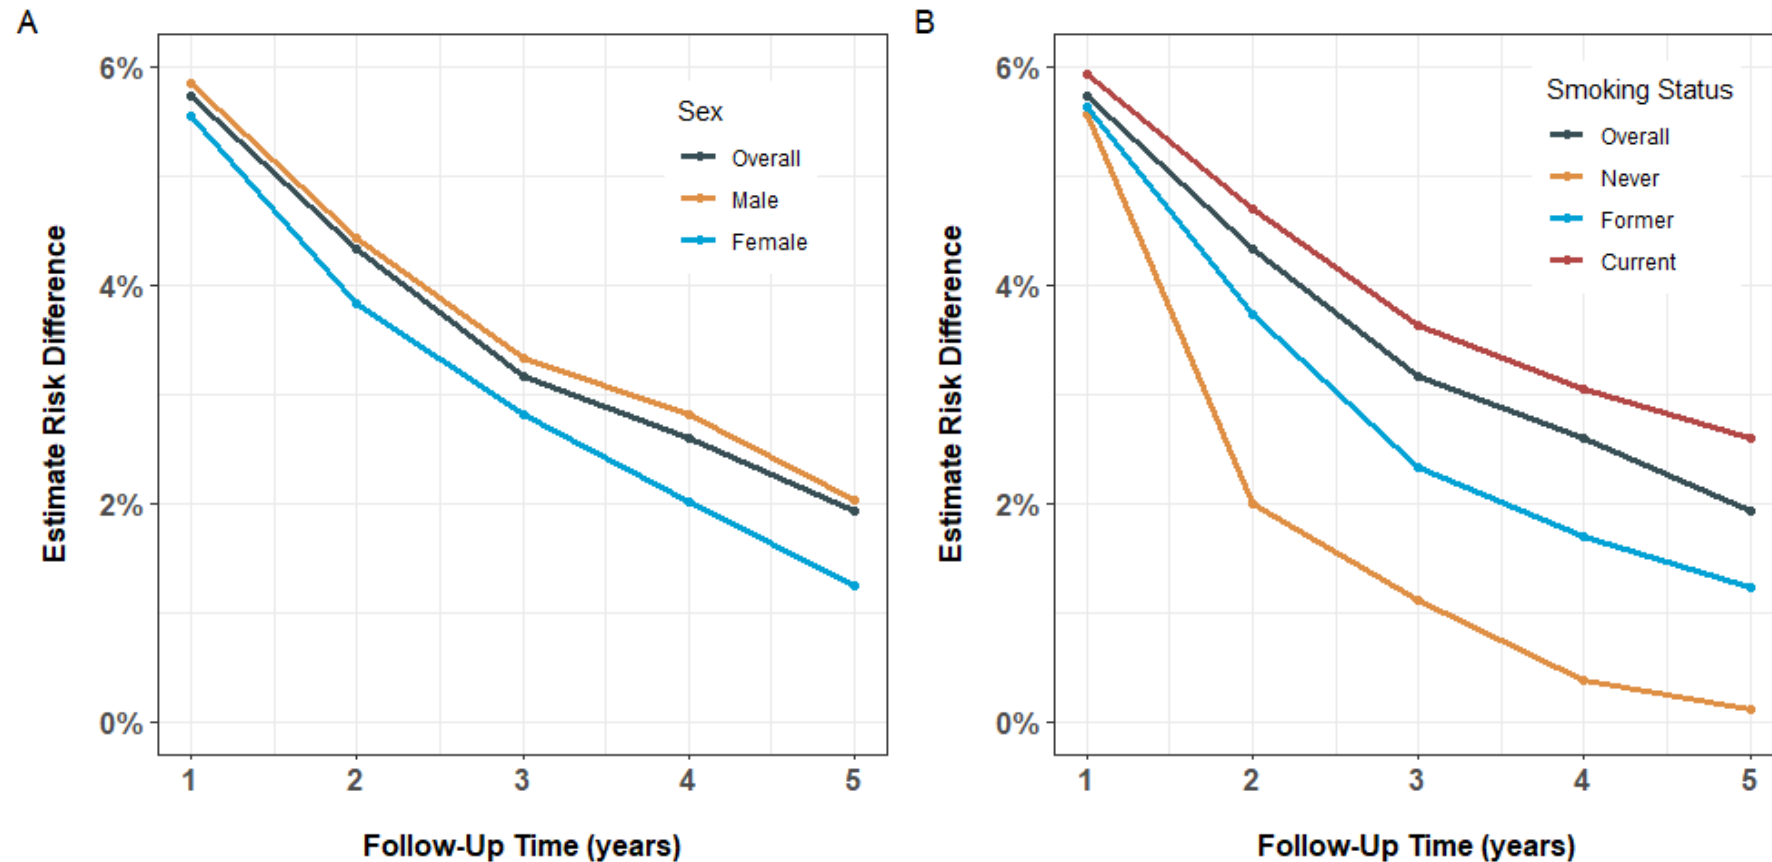 A
Estimate Risk Difference
6%
4%
2%
0%
Sex
Overall
Male
Female
1 2 3 4 5
Follow-Up Time (years)
B
Estimate Risk Difference
6%
4%
2%
0%
Smoking Status
Overall
Never
Former
Current
1 2 3 4 5
Follow-Up Time (years)